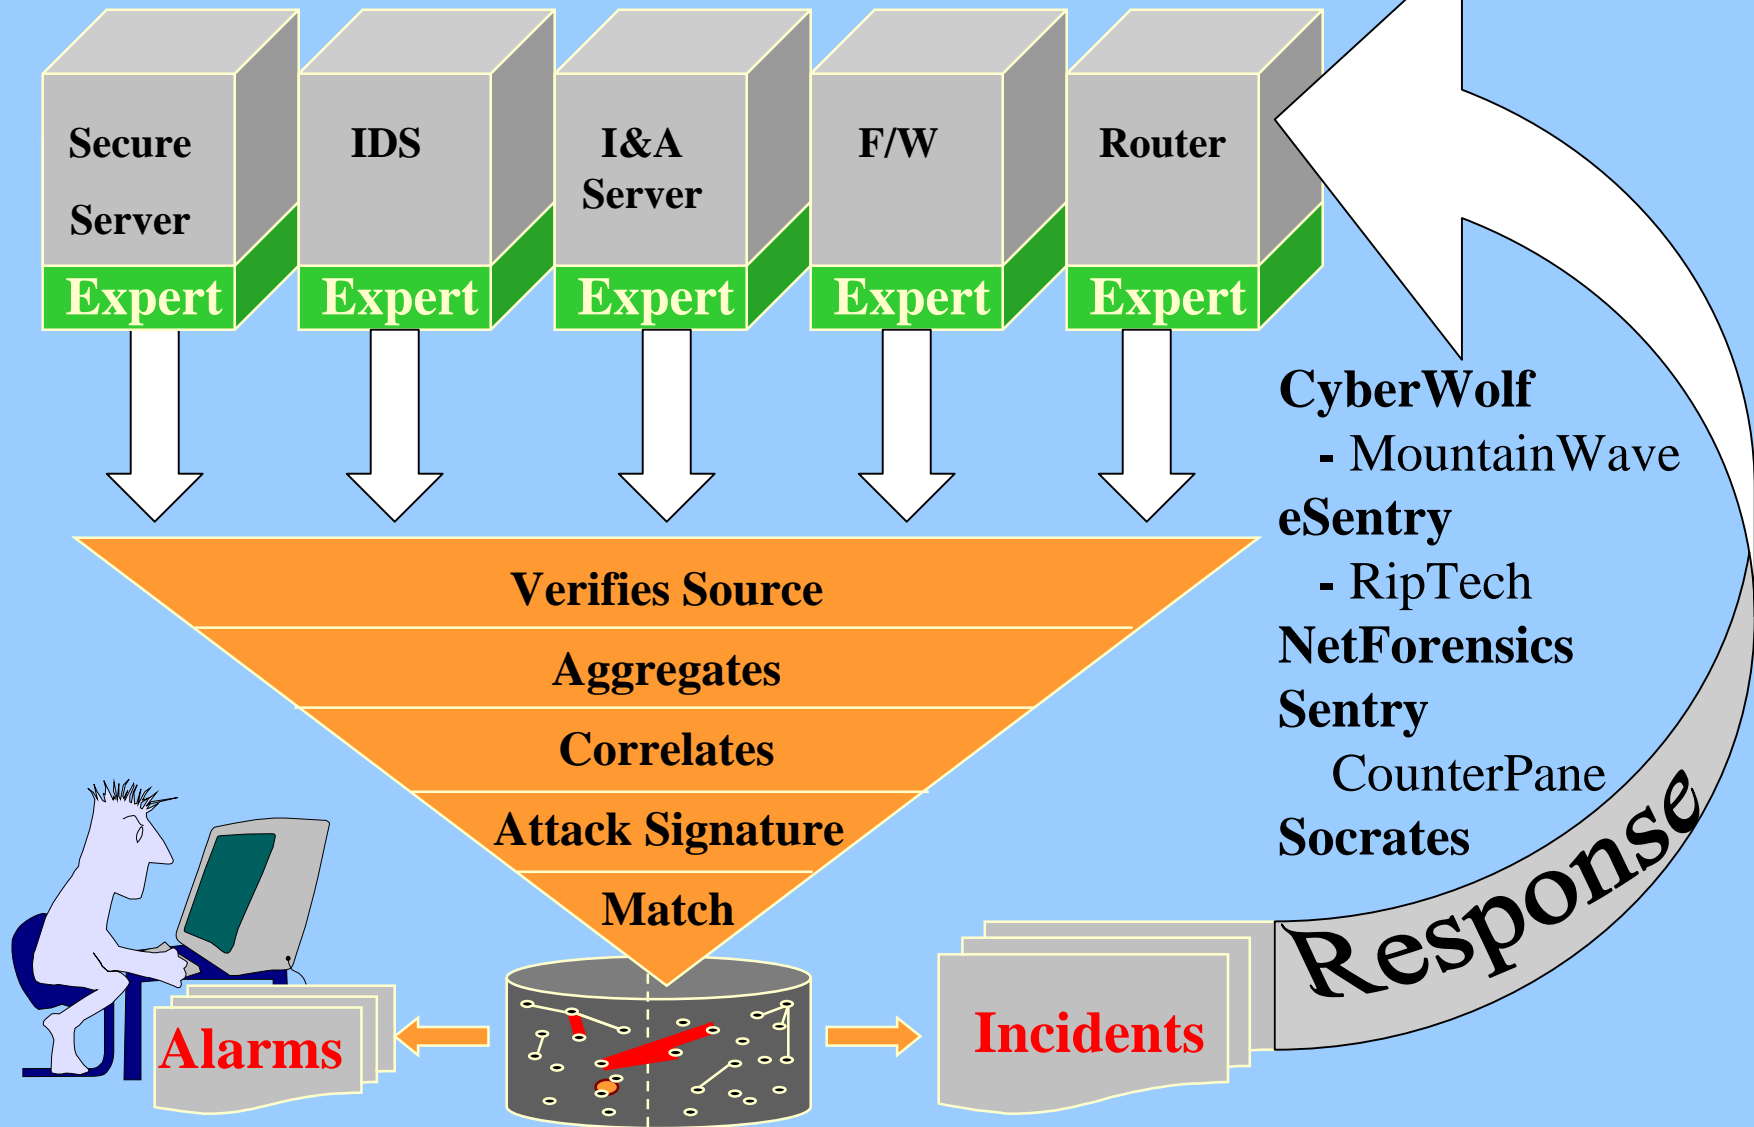 Secure
Server
IDS
I&A
Server
F/W
Router
Expert
Expert
Expert
Expert
Expert
Verifies Source
Aggregates
Correlates
Attack Signature
Match
CyberWolf
- MountainWave
eSentry
- RipTech
NetForensics
Sentry
CounterPane
Socrates
Alarms
Incidents
Response